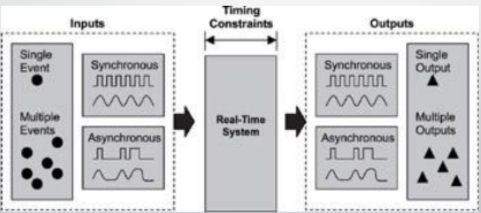 Timing
Constraints
Inputs
Outputs
Single
Event
Multiple
Events
Synchronous
Asynchronous
Real-Time
System
Synchronous
Asynchronous
Single
Output
Multiple
Outputs